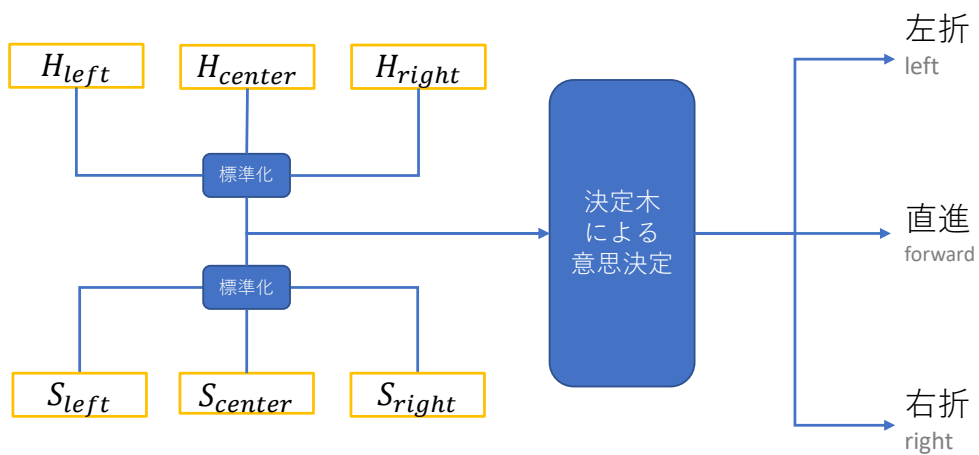 H_left H_center H_right
標準化
標準化
S_left S_center S_right
決定木
による
意思決定
左折
left
直進
forward
右折
right